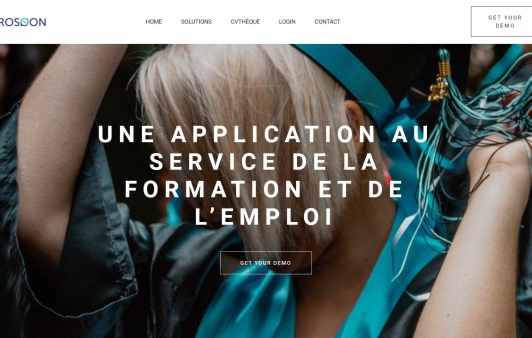 ROSOON
HOME SOLUTIONS CVTHÈQUE LOGIN CONTACT
GET YOUR
DEMO
UNE APPLICATION AU
SERVICE DE LA
FORMATION ET DE
L'EMPLOI
GET YOUR DEMO